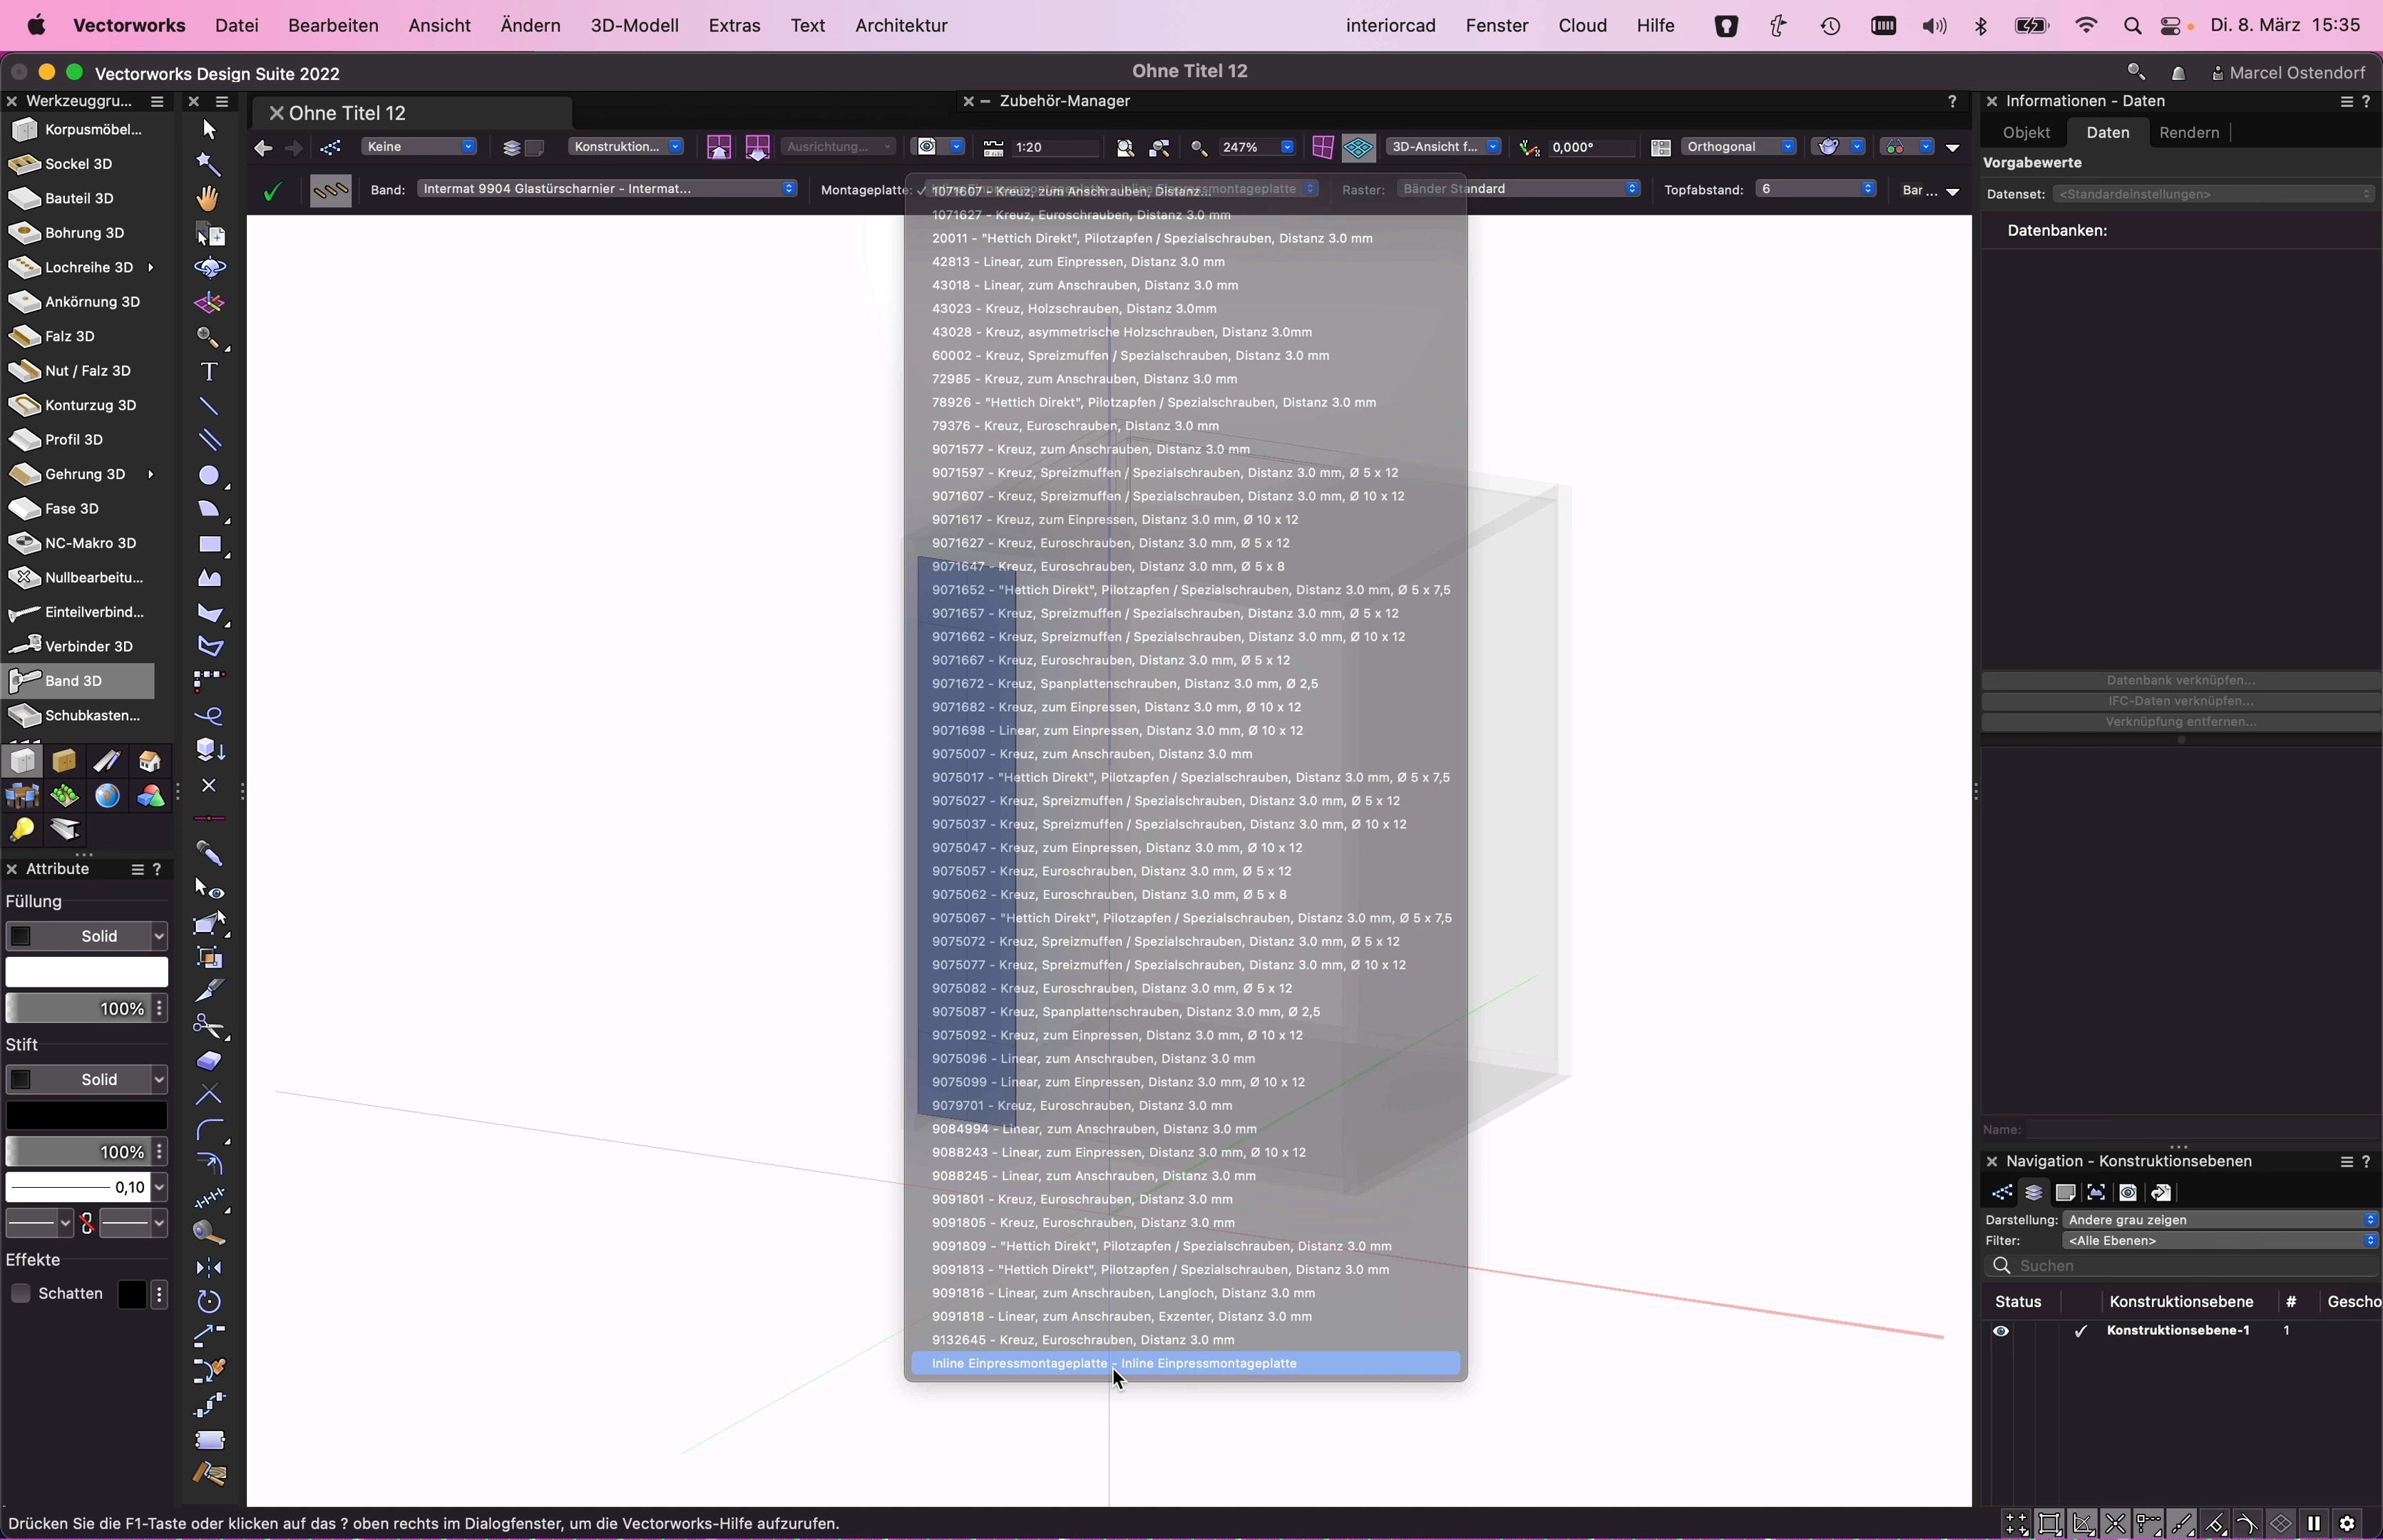 Vectorworks Datei Bearbeiten Ansicht Ändern 3D-Modell Extras Text Architektur interiorcad Fenster Cloud Hilfe Di. 8. März 15:35
Vectorworks Design Suite 2022
Ohne Titel 12
Marcel Ostendorf
Werkzeuggru...
Ohne Titel 12
Zubehör-Manager
?
Keine
Konstruktion...
Ausrichtung...
1:20
247%
3D-Ansicht f...
0,000°
Orthogonal
Band:
Intermat 9904 Glastürscharnier - Intermat...
Montageplatte:
Raster:
Bänder Standard
Topfabstand:
6
Bar ...
Korpusmöbel...
Sockel 3D
Bauteil 3D
Bohrung 3D
Lochreihe 3D
Ankörnung 3D
Falz 3D
Nut / Falz 3D
Konturzug 3D
Profil 3D
Gehrung 3D
Fase 3D
NC-Makro 3D
Nullbearbeitu...
Einteilverbind...
Verbinder 3D
Band 3D
Schubkasten...
Attribute
?
Füllung
Solid
100%
Stift
Solid
100%
0,10
Effekte
Schatten
1071607 - Kreuz, zum Anschrauben, Distanz...
1071627 - Kreuz, Euroschrauben, Distanz 3.0 mm
20011 - "Hettich Direkt", Pilotzapfen / Spezialschrauben, Distanz 3.0 mm
42813 - Linear, zum Einpressen, Distanz 3.0 mm
43018 - Linear, zum Anschrauben, Distanz 3.0 mm
43023 - Kreuz, Holzschrauben, Distanz 3.0mm
43028 - Kreuz, asymmetrische Holzschrauben, Distanz 3.0mm
60002 - Kreuz, Spreizmuffen / Spezialschrauben, Distanz 3.0 mm
72985 - Kreuz, zum Anschrauben, Distanz 3.0 mm
78926 - "Hettich Direkt", Pilotzapfen / Spezialschrauben, Distanz 3.0 mm
79376 - Kreuz, Euroschrauben, Distanz 3.0 mm
9071577 - Kreuz, zum Anschrauben, Distanz 3.0 mm
9071597 - Kreuz, Spreizmuffen / Spezialschrauben, Distanz 3.0 mm, Ø 5 x 12
9071607 - Kreuz, Spreizmuffen / Spezialschrauben, Distanz 3.0 mm, Ø 10 x 12
9071617 - Kreuz, zum Einpressen, Distanz 3.0 mm, Ø 10 x 12
9071627 - Kreuz, Euroschrauben, Distanz 3.0 mm, Ø 5 x 12
9071647 - Kreuz, Euroschrauben, Distanz 3.0 mm, Ø 5 x 8
9071652 - "Hettich Direkt", Pilotzapfen / Spezialschrauben, Distanz 3.0 mm, Ø 5 x 7,5
9071657 - Kreuz, Spreizmuffen / Spezialschrauben, Distanz 3.0 mm, Ø 5 x 12
9071662 - Kreuz, Spreizmuffen / Spezialschrauben, Distanz 3.0 mm, Ø 10 x 12
9071667 - Kreuz, Euroschrauben, Distanz 3.0 mm, Ø 5 x 12
9071672 - Kreuz, Spanplattenschrauben, Distanz 3.0 mm, Ø 2,5
9071682 - Kreuz, zum Einpressen, Distanz 3.0 mm, Ø 10 x 12
9071698 - Linear, zum Einpressen, Distanz 3.0 mm, Ø 10 x 12
9075007 - Kreuz, zum Anschrauben, Distanz 3.0 mm
9075017 - "Hettich Direkt", Pilotzapfen / Spezialschrauben, Distanz 3.0 mm, Ø 5 x 7,5
9075027 - Kreuz, Spreizmuffen / Spezialschrauben, Distanz 3.0 mm, Ø 5 x 12
9075037 - Kreuz, Spreizmuffen / Spezialschrauben, Distanz 3.0 mm, Ø 10 x 12
9075047 - Kreuz, zum Einpressen, Distanz 3.0 mm, Ø 10 x 12
9075057 - Kreuz, Euroschrauben, Distanz 3.0 mm, Ø 5 x 12
9075062 - Kreuz, Euroschrauben, Distanz 3.0 mm, Ø 5 x 8
9075067 - "Hettich Direkt", Pilotzapfen / Spezialschrauben, Distanz 3.0 mm, Ø 5 x 7,5
9075072 - Kreuz, Spreizmuffen / Spezialschrauben, Distanz 3.0 mm, Ø 5 x 12
9075077 - Kreuz, Spreizmuffen / Spezialschrauben, Distanz 3.0 mm, Ø 10 x 12
9075082 - Kreuz, Euroschrauben, Distanz 3.0 mm, Ø 5 x 12
9075087 - Kreuz, Spanplattenschrauben, Distanz 3.0 mm, Ø 2,5
9075092 - Kreuz, zum Einpressen, Distanz 3.0 mm, Ø 10 x 12
9075096 - Linear, zum Anschrauben, Distanz 3.0 mm
9075099 - Linear, zum Einpressen, Distanz 3.0 mm, Ø 10 x 12
9079701 - Kreuz, Euroschrauben, Distanz 3.0 mm
9084994 - Linear, zum Anschrauben, Distanz 3.0 mm
9088243 - Linear, zum Einpressen, Distanz 3.0 mm, Ø 10 x 12
9088245 - Linear, zum Anschrauben, Distanz 3.0 mm
9091801 - Kreuz, Euroschrauben, Distanz 3.0 mm
9091805 - Kreuz, Euroschrauben, Distanz 3.0 mm
9091809 - "Hettich Direkt", Pilotzapfen / Spezialschrauben, Distanz 3.0 mm
9091813 - "Hettich Direkt", Pilotzapfen / Spezialschrauben, Distanz 3.0 mm
9091816 - Linear, zum Anschrauben, Langloch, Distanz 3.0 mm
9091818 - Linear, zum Anschrauben, Exzenter, Distanz 3.0 mm
9132645 - Kreuz, Euroschrauben, Distanz 3.0 mm
Inline Einpressmontageplatte - Inline Einpressmontageplatte
Informationen - Daten
?
Objekt Daten Rendern
Vorgabewerte
Datenset: <Standardeinstellungen>
Datenbanken:
Datenbank verknüpfen...
IFC-Daten verknüpfen...
Verknüpfung entfernen...
Name:
Navigation - Konstruktionsebenen
?
Darstellung: Andere grau zeigen
Filter: <Alle Ebenen>
Suchen
Status Konstruktionsebene # Gescho
Konstruktionsebene-1 1
Drücken Sie die F1-Taste oder klicken auf das ? oben rechts im Dialogfenster, um die Vectorworks-Hilfe aufzurufen.